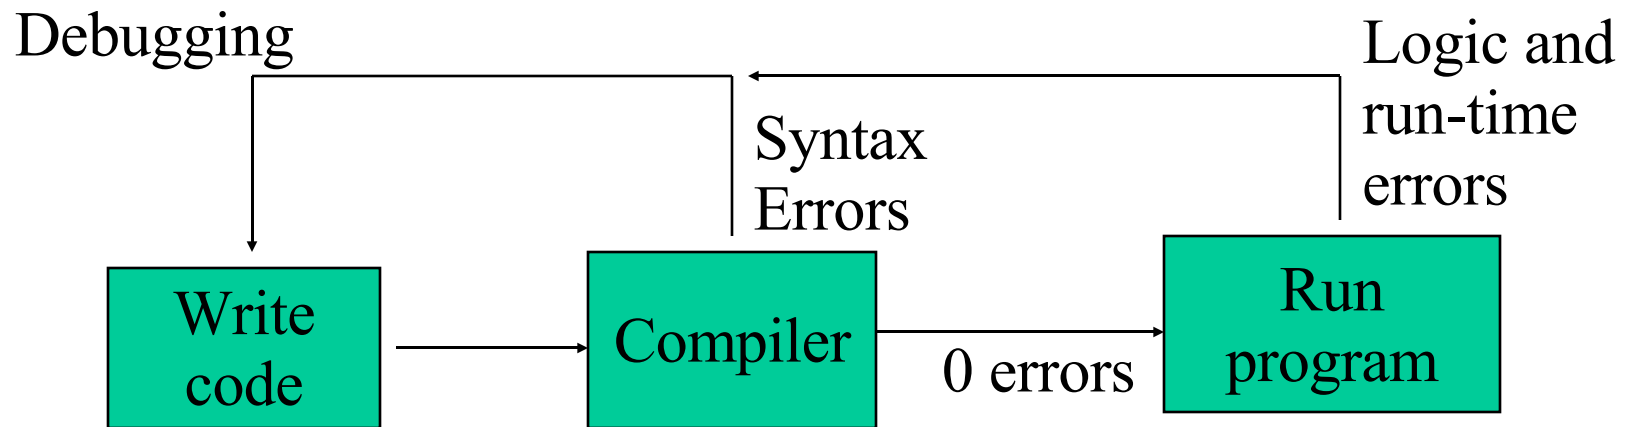 Debugging
Logic and
run-time
errors
Syntax
Errors
Write
code
Compiler
0 errors
Run
program